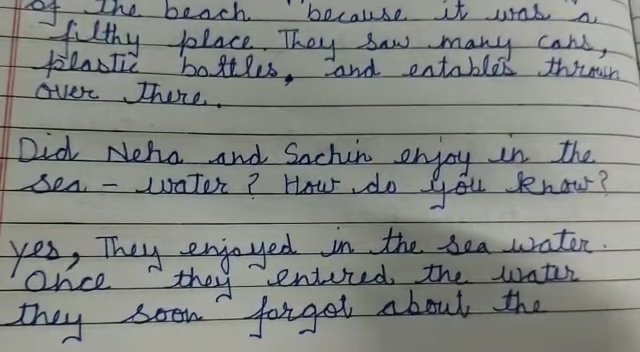 of the beach because it was a
filthy place. They saw many cans,
plastic bottles, and eatables thrown
over there.
Did Neha and Sachin enjoy in the
sea - water? How do you know?
yes, They enjoyed in the sea water.
Once they entered the water
they soon forgot about the